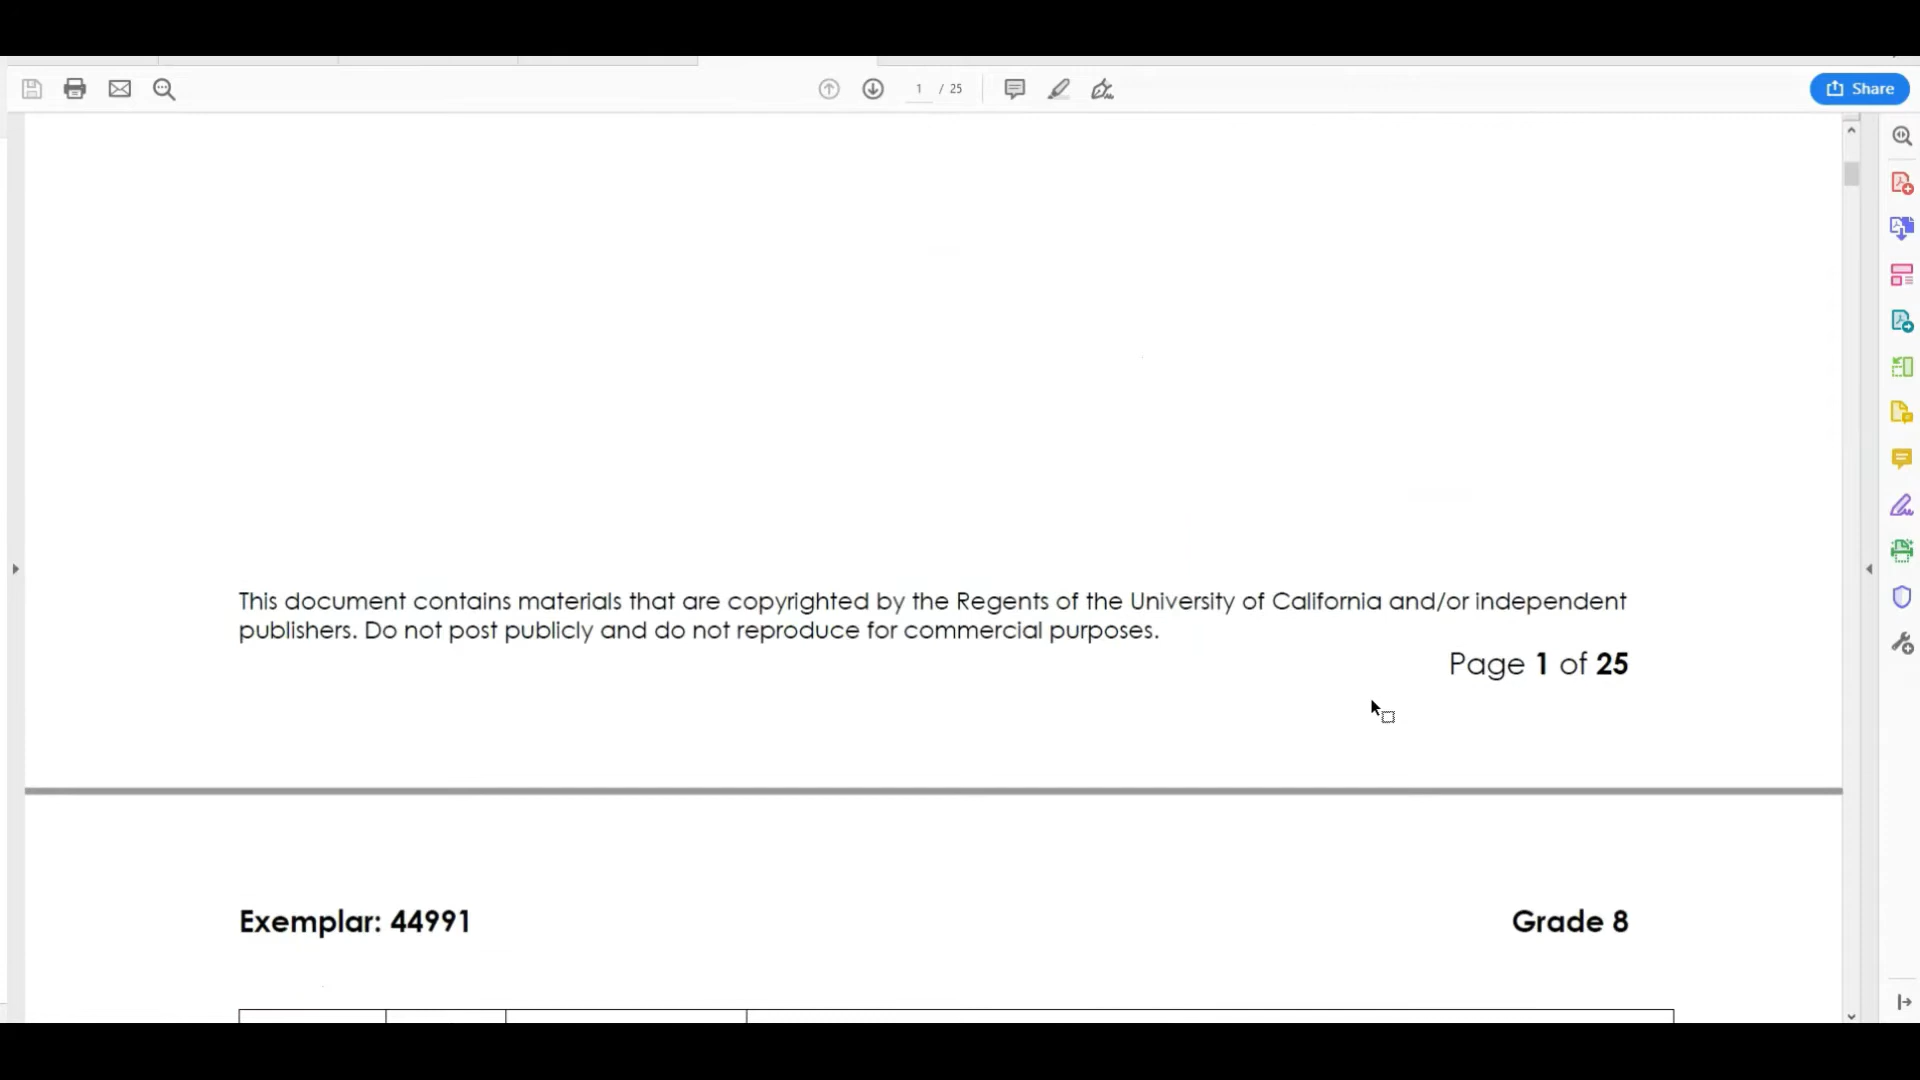 1 / 25
Share
This document contains materials that are copyrighted by the Regents of the University of California and/or independent
publishers. Do not post publicly and do not reproduce for commercial purposes.
Page 1 of 25
Exemplar: 44991
Grade 8